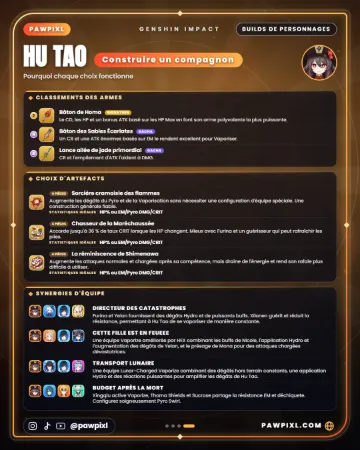 PAWPIXL
GENSHIN IMPACT
BUILDS DE PERSONNAGES
HU TAO
Construire un compagnon
Pourquoi chaque choix fonctionne
CLASSEMENTS DES ARMES
Bâton de Homa
Le CD, les HP et un bonus ATK basé sur les HP Max en font son arme polyvalente la plus puissante.
Bâton des Sables Écarlates
CR et une ATK énormes basés sur EM le rendent excellent pour Vaporiser.
Lance ailée de jade primordial
CR et l'empilement d'ATK l'aident à DMG.
CHOIX D'ARTEFACTS
Sorcière cramoisie des flammes
Augmente les dégâts du Pyro et de la Vaporisation sans nécessiter une configuration d'équipe spéciale. Une
construction générale fiable.
STATISTIQUES IDÉALES HP% ou EM/Pyro DMG/CRIT
Chasseur de la Maréchaussée
Accorde jusqu'à 36 % de taux CRIT lorsque les HP changent. Mieux avec Furina et un guérisseur qui peut rafraîchir les
piles.
STATISTIQUES IDÉALES HP% ou EM/Pyro DMG/CRIT
La réminiscence de Shimenawa
Augmente les attaques normales et chargées après sa compétence, mais draine de l'énergie et rend son rafale plus
difficile à utiliser.
STATISTIQUES IDÉALES HP% ou EM/Pyro DMG/CRIT
SYNERGIES D'ÉQUIPE
DIRECTEUR DES CATASTROPHES
Furina et Yelan fournissent des dégâts Hydro et de puissants buffs. Xilonen guérit et réduit la
résistance, permettant à Hu Tao de se vaporiser de manière constante.
CETTE FILLE EST EN FEUEEE
Une équipe Vaporiz améliorée par Hexi combinant les buffs de Nicole, l'application Hydro et
l'augmentation des dégâts de Yelan, et le présage de Mona pour des attaques chargées
dévastatrices.
TRANSPORT LUNAIRE
Une équipe Lunar-Charged Vaporize combinant des dégâts hors terrain constants, une application
Hydro et des réactions puissantes pour amplifier les dégâts de Hu Tao.
BUDGET APRÈS LA MORT
Xingqiu active Vaporize, Thoma Shields et Sucrose partage la résistance EM et déchiquete.
Configurez soigneusement Pyro Swirl.
@pawpixl
PAWPIXL.COM